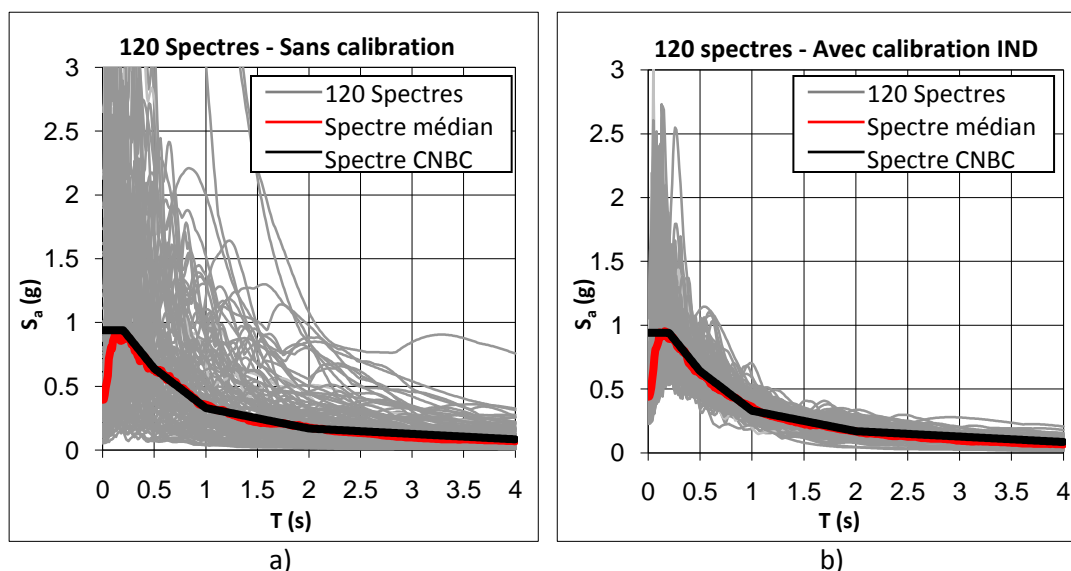 120 Spectres - Sans calibration
3
2.5
2
1.5
1
0.5
0
S_a (g)
120 Spectres
Spectre médian
Spectre CNBC
0 0.5 1 1.5 2 2.5 3 3.5 4
T (s)
a)
120 spectres - Avec calibration IND
3
2.5
2
1.5
1
0.5
0
S_a (g)
120 Spectres
Spectre médian
Spectre CNBC
0 0.5 1 1.5 2 2.5 3 3.5 4
T (s)
b)